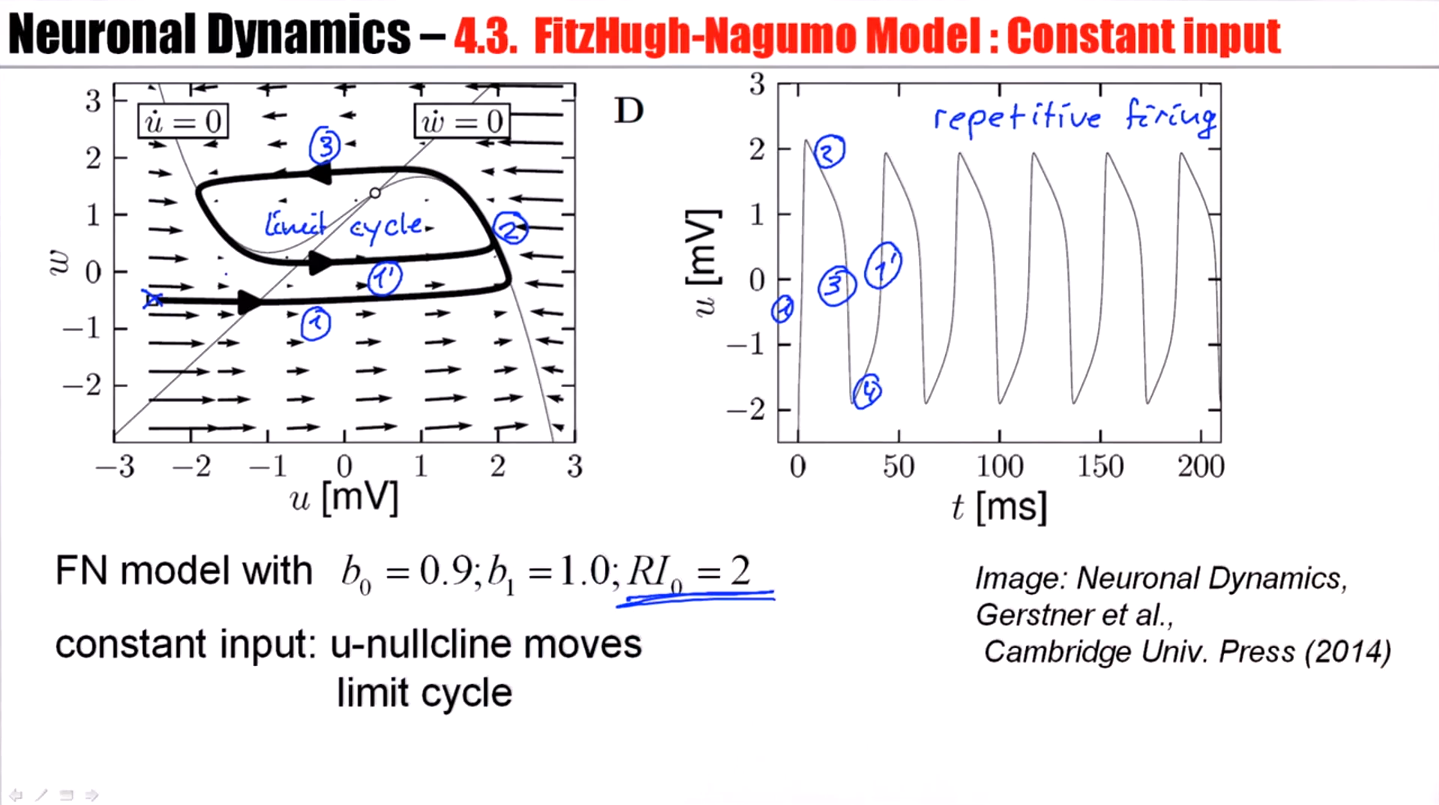 Neuronal Dynamics – 4.3. FitzHugh-Nagumo Model : Constant input
u̇ = 0
ẇ = 0
3
2
1
0
−1
−2
w
−3 −2 −1 0 1 2 3
u [mV]
3
limit cycle
2
1'
1
D
repetitive firing
3
2
1
0
−1
−2
u [mV]
0 50 100 150 200
t [ms]
2
3
1'
1
4
FN model with b₀ = 0.9; b₁ = 1.0; RI₀ = 2
constant input: u-nullcline moves
limit cycle
Image: Neuronal Dynamics,
Gerstner et al.,
Cambridge Univ. Press (2014)